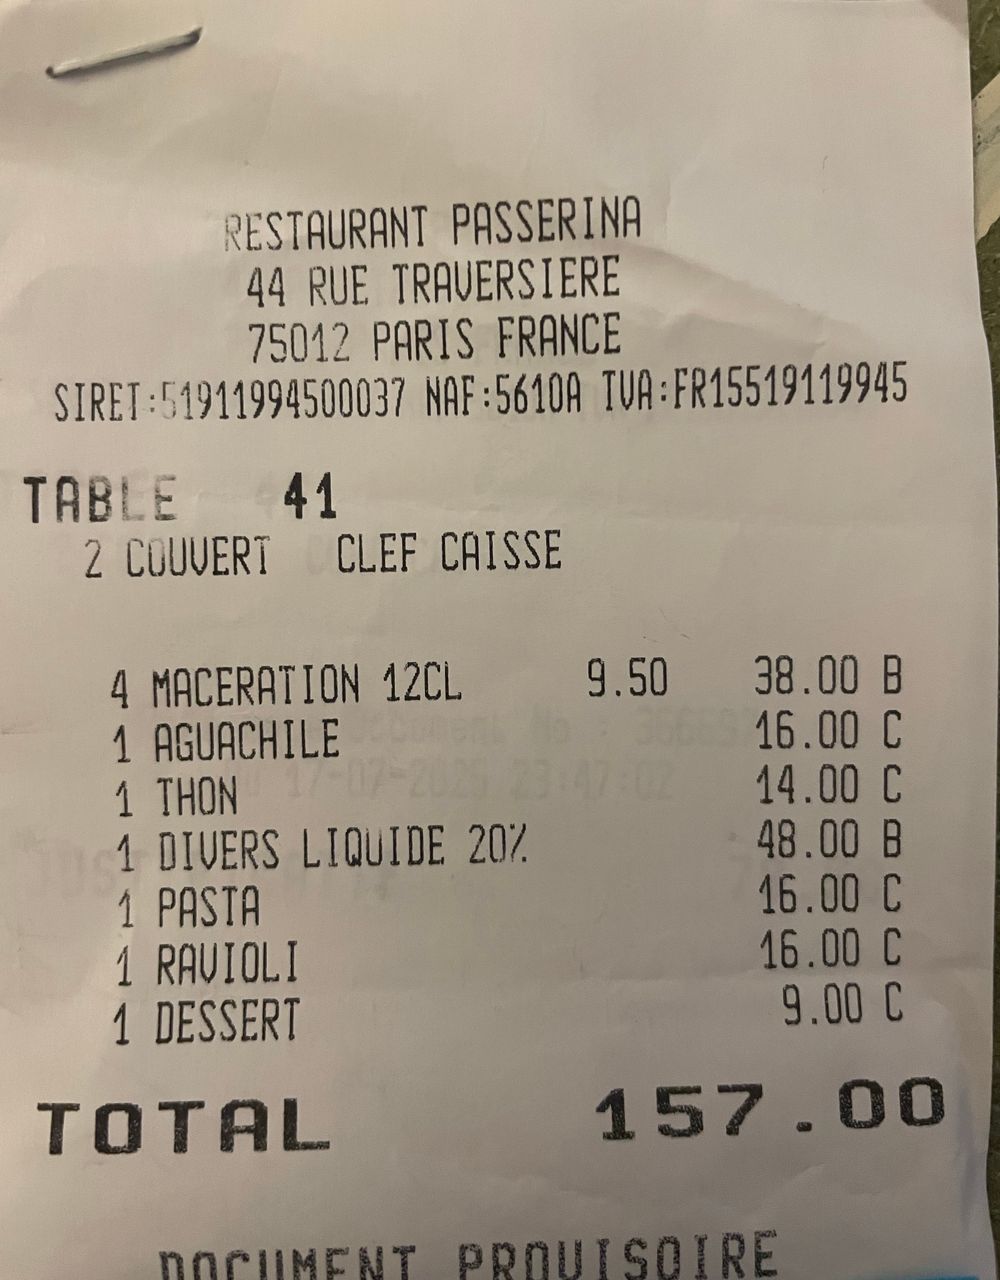 RESTAURANT PASSERINA
44 RUE TRAVERSIERE
75012 PARIS FRANCE
SIRET:51911994500037 NAF:5610A TVA:FR15519119945
TABLE 41
2 COUVERT CLEF CAISSE
4 MACERATION 12CL 9.50 38.00 B
1 AGUACHILE 16.00 C
1 THON 14.00 C
1 DIVERS LIQUIDE 20% 48.00 B
1 PASTA 16.00 C
1 RAVIOLI 16.00 C
1 DESSERT 9.00 C
TOTAL 157.00
DOCUMENT PROVISOIRE